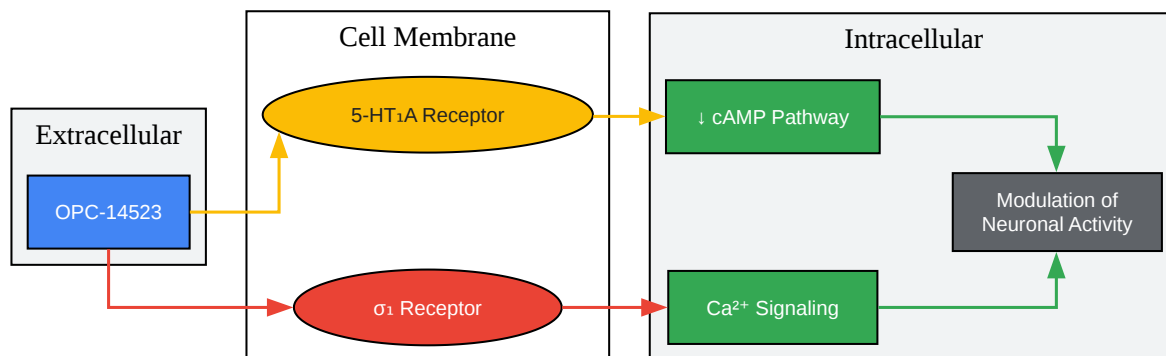 Extracellular
OPC-14523
Cell Membrane
5-HT₁A Receptor
σ₁ Receptor
Intracellular
↓ cAMP Pathway
Ca²⁺ Signaling
Modulation of
Neuronal Activity